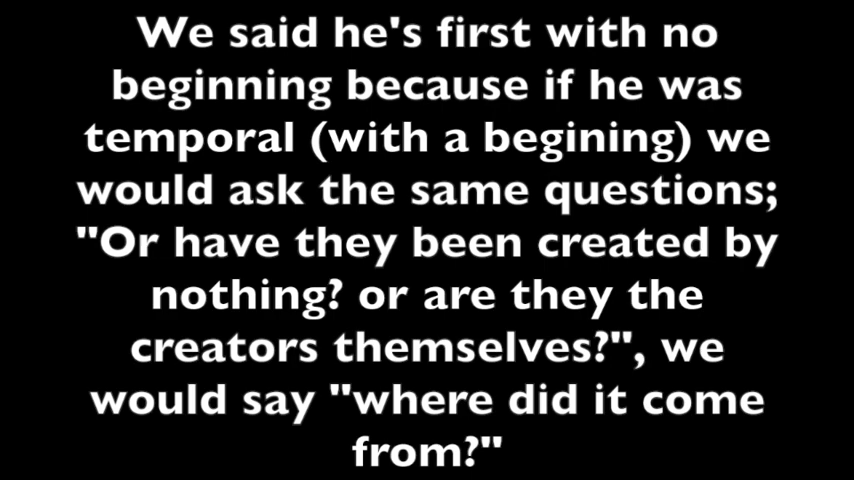 We said he's first with no
beginning because if he was
temporal (with a begining) we
would ask the same questions;
"Or have they been created by
nothing? or are they the
creators themselves?", we
would say "where did it come
from?"